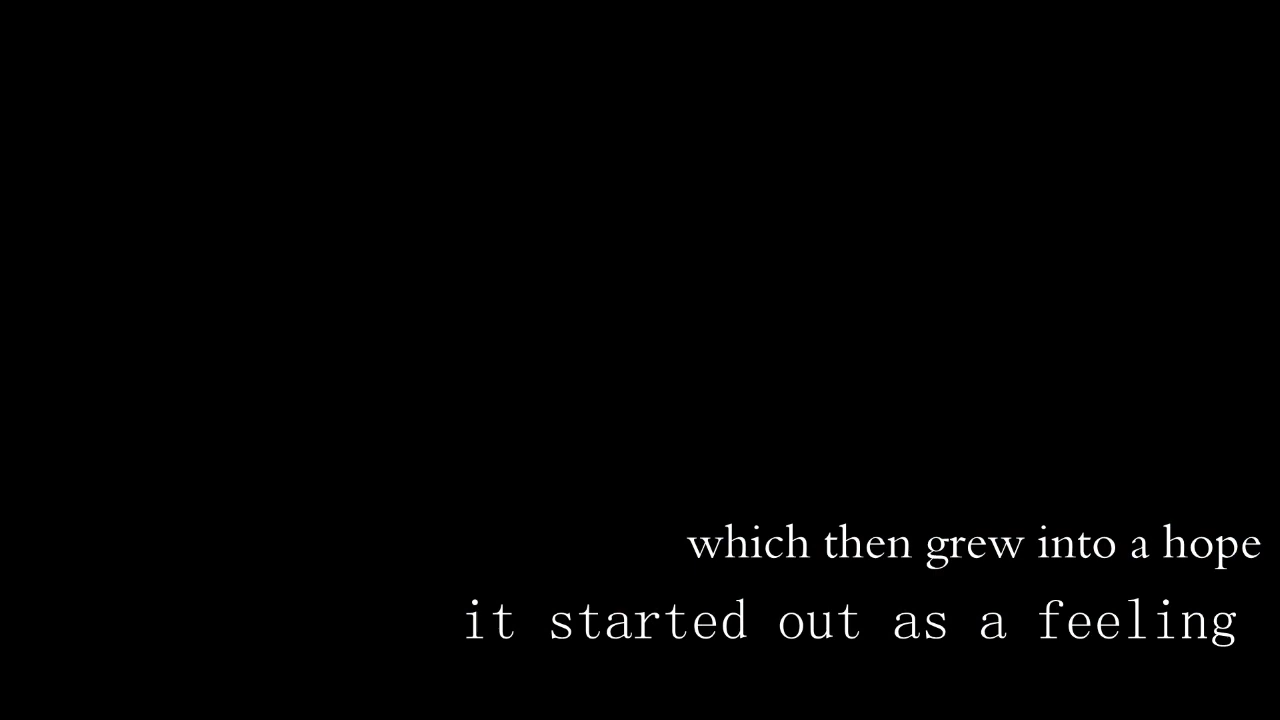 which then grew into a hope
it started out as a feeling